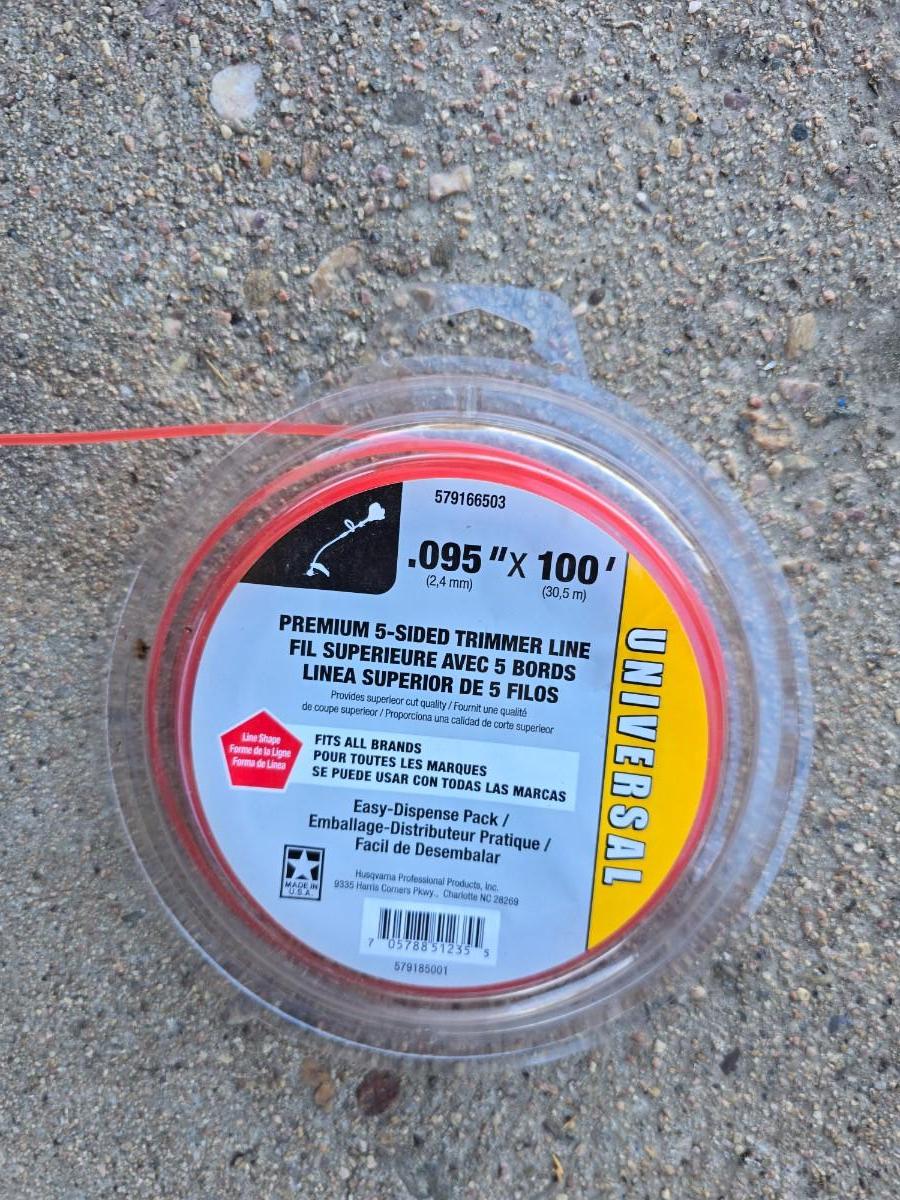 579166503
.095 " X 100 '
(2,4 mm) (30,5 m)
PREMIUM 5-SIDED TRIMMER LINE
FIL SUPERIEURE AVEC 5 BORDS
LINEA SUPERIOR DE 5 FILOS
Provides superieor cut quality / Fournit une qualité
de coupe superieor / Proporciona una calidad de corte superieor
Line Shape
Forme de la Ligne
Forma de Linea
FITS ALL BRANDS
POUR TOUTES LES MARQUES
SE PUEDE USAR CON TODAS LAS MARCAS
Easy-Dispense Pack /
Emballage-Distributeur Pratique /
Facil de Desembalar
MADE IN
U.S.A.
Husqvarna Professional Products, Inc.
9335 Harris Corners Pkwy., Charlotte NC 28269
7 05788 51235 5
579185001
UNIVERSAL